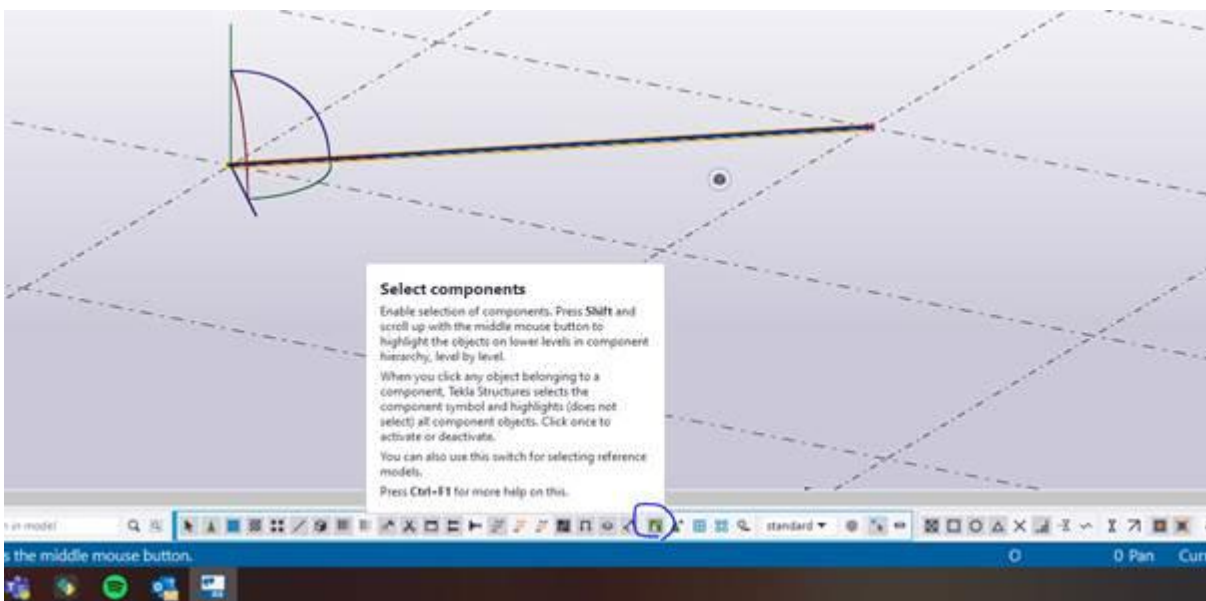 Select components
Enable selection of components. Press Shift and
scroll up with the middle mouse button to
highlight the objects on lower levels in component
hierarchy, level by level.
When you click any object belonging to a
component, Tekla Structures selects the
component symbol and highlights (does not
select) all component objects. Click once to
activate or deactivate.
You can also use this switch for selecting reference
models.
Press Ctrl+F1 for more help on this.
in model
standard
the middle mouse button.
O
0 Pan
Curr